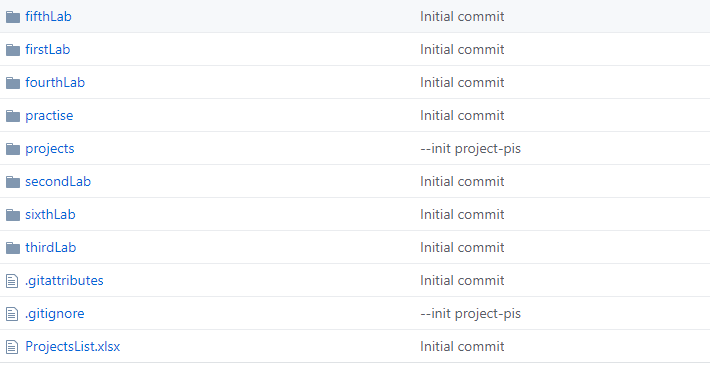 fifthLab Initial commit
firstLab Initial commit
fourthLab Initial commit
practise Initial commit
projects --init project-pis
secondLab Initial commit
sixthLab Initial commit
thirdLab Initial commit
.gitattributes Initial commit
.gitignore --init project-pis
ProjectsList.xlsx Initial commit